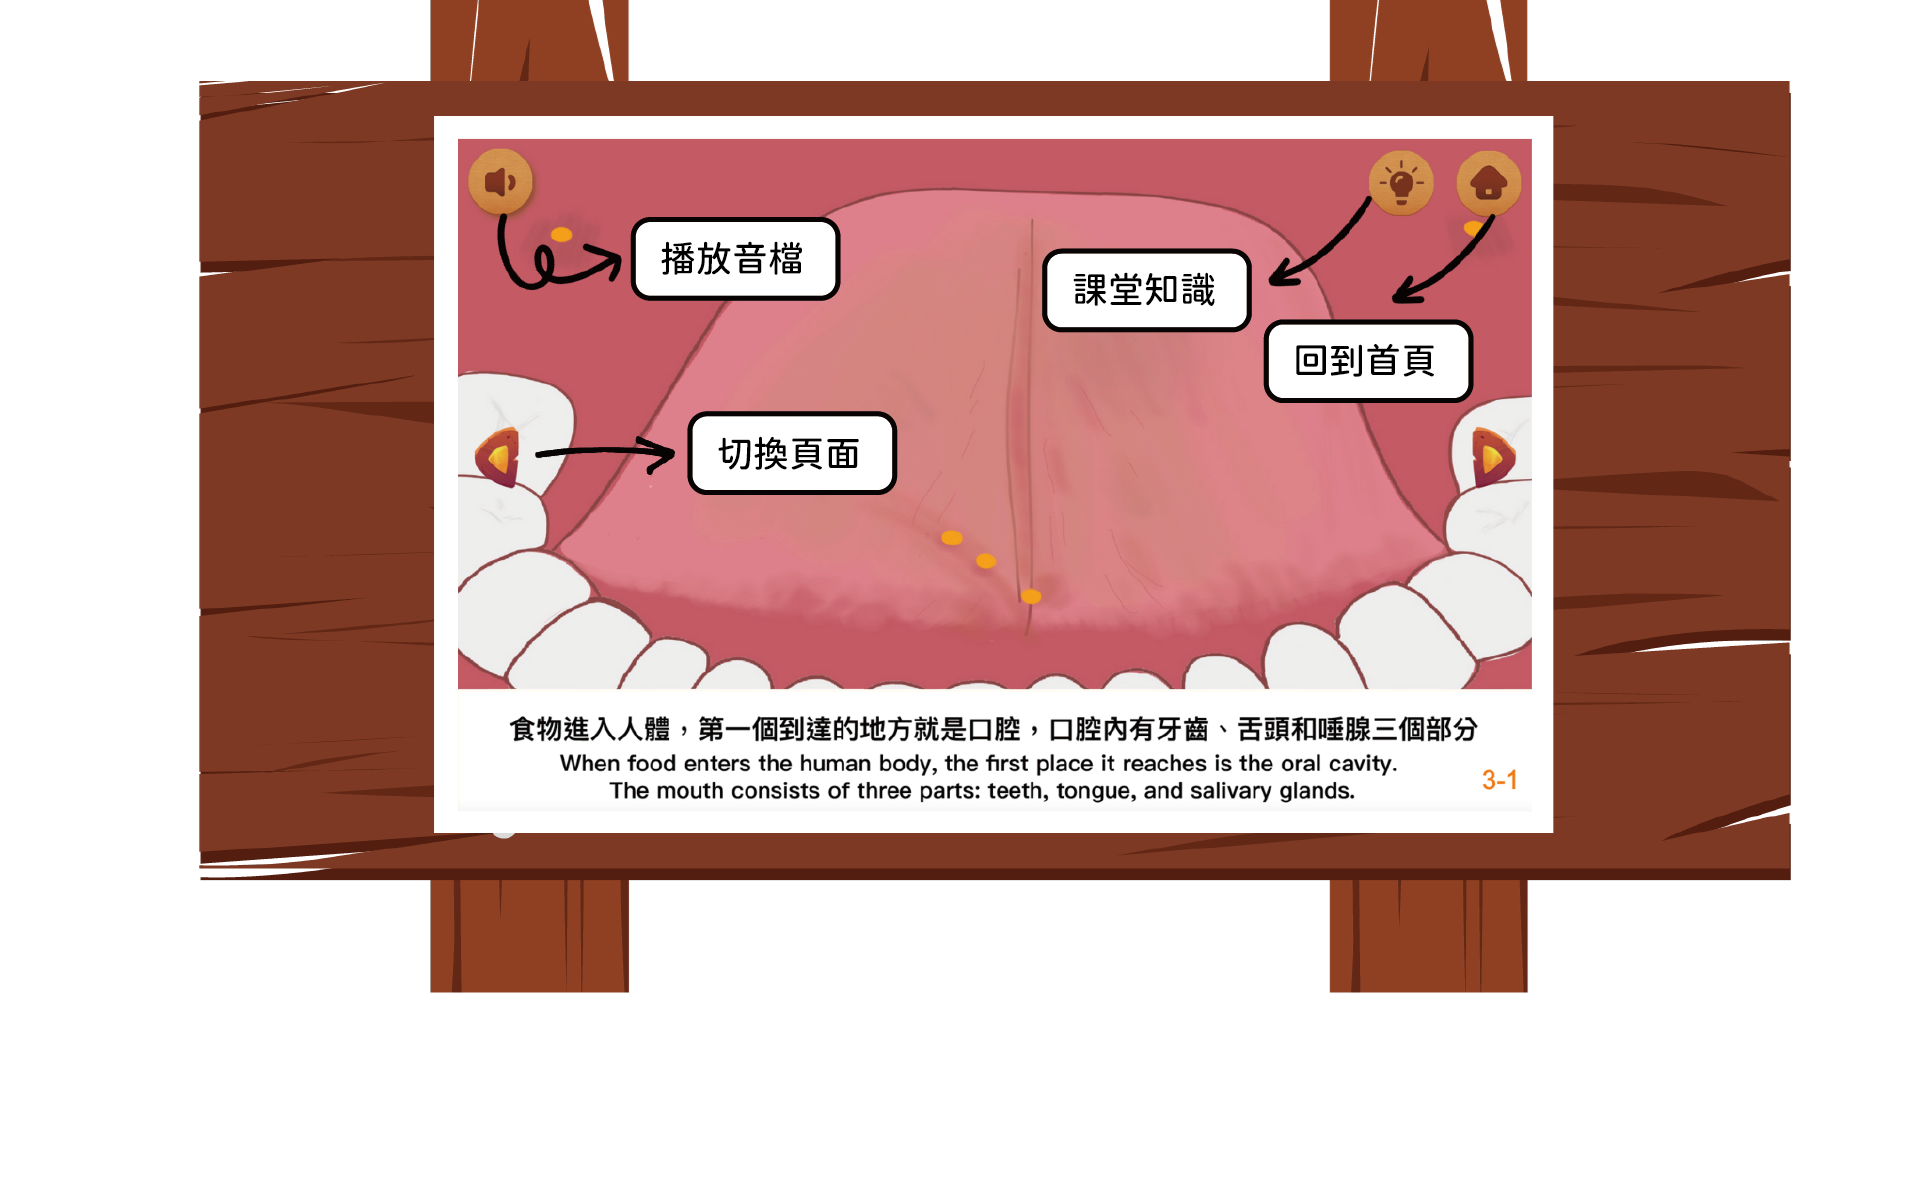 播放音檔
課堂知識
回到首頁
切換頁面
食物進入人體，第一個到達的地方就是口腔，口腔內有牙齒、舌頭和唾腺三個部分
When food enters the human body, the first place it reaches is the oral cavity.
The mouth consists of three parts: teeth, tongue, and salivary glands.
3-1